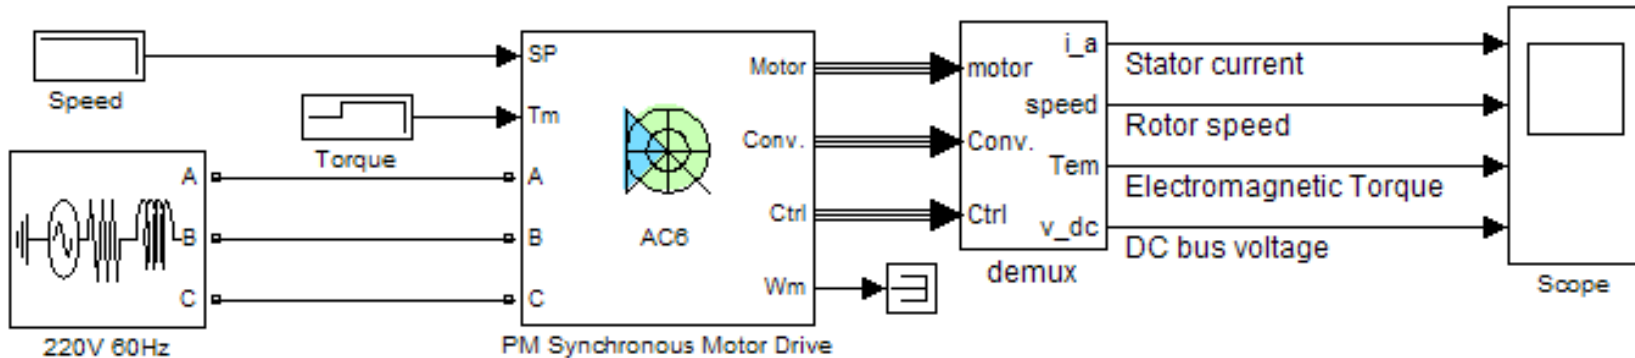 Speed
Torque
A
B
C
220V 60Hz
SP
Tm
A
B
C
Motor
Conv.
Ctrl
Wm
AC6
PM Synchronous Motor Drive
motor
Conv.
Ctrl
i_a
speed
Tem
v_dc
demux
Stator current
Rotor speed
Electromagnetic Torque
DC bus voltage
Scope